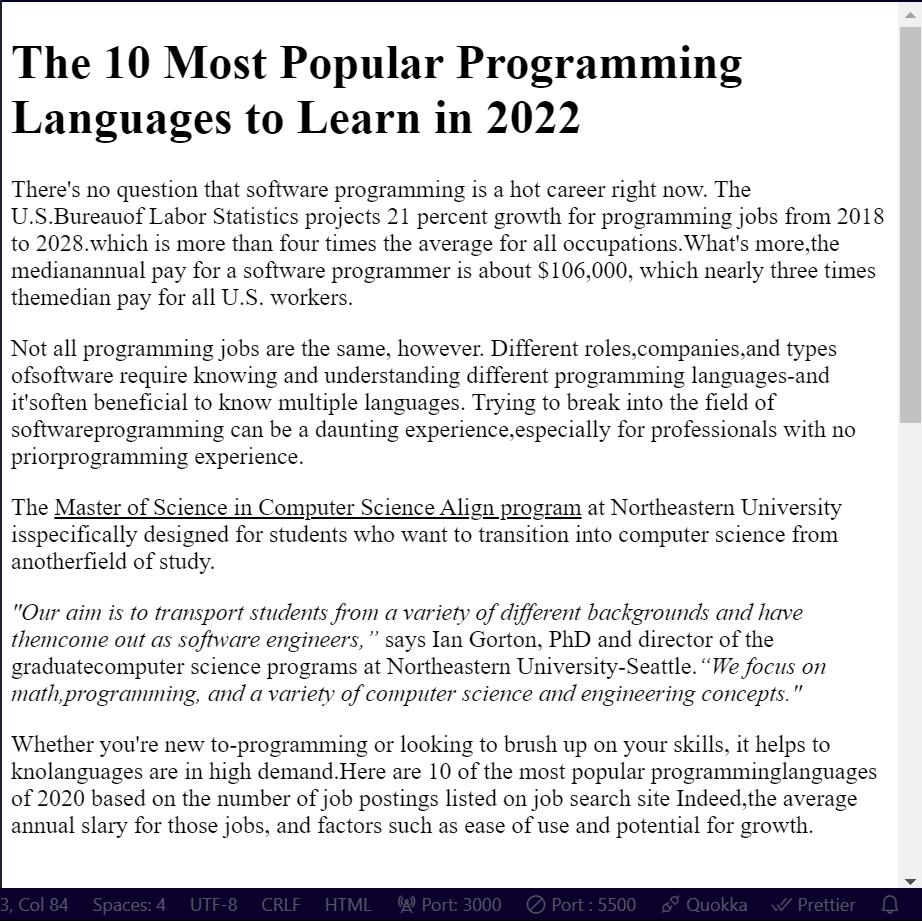 The 10 Most Popular Programming
Languages to Learn in 2022
There's no question that software programming is a hot career right now. The
U.S.Bureauof Labor Statistics projects 21 percent growth for programming jobs from 2018
to 2028.which is more than four times the average for all occupations.What's more,the
medianannual pay for a software programmer is about $106,000, which nearly three times
themedian pay for all U.S. workers.
Not all programming jobs are the same, however. Different roles,companies,and types
ofsoftware require knowing and understanding different programming languages-and
it'soften beneficial to know multiple languages. Trying to break into the field of
softwareprogramming can be a daunting experience,especially for professionals with no
priorprogramming experience.
The Master of Science in Computer Science Align program at Northeastern University
isspecifically designed for students who want to transition into computer science from
anotherfield of study.
"Our aim is to transport students from a variety of different backgrounds and have
themcome out as software engineers,” says Ian Gorton, PhD and director of the
graduatecomputer science programs at Northeastern University-Seattle.“We focus on
math,programming, and a variety of computer science and engineering concepts."
Whether you're new to-programming or looking to brush up on your skills, it helps to
knolanguages are in high demand.Here are 10 of the most popular programminglanguages
of 2020 based on the number of job postings listed on job search site Indeed,the average
annual slary for those jobs, and factors such as ease of use and potential for growth.
3, Col 84 Spaces: 4 UTF-8 CRLF HTML Port: 3000 Port : 5500 Quokka Prettier